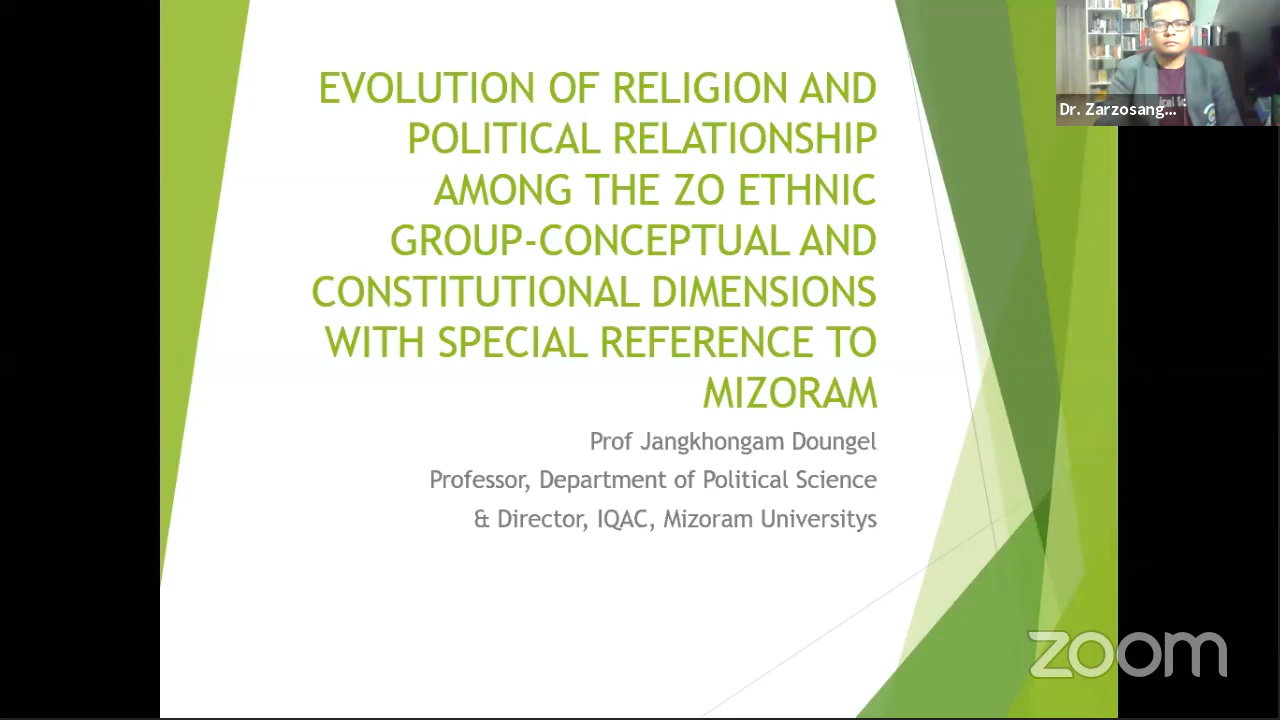 EVOLUTION OF RELIGION AND
POLITICAL RELATIONSHIP
AMONG THE ZO ETHNIC
GROUP-CONCEPTUAL AND
CONSTITUTIONAL DIMENSIONS
WITH SPECIAL REFERENCE TO
MIZORAM
Prof Jangkhongam Doungel
Professor, Department of Political Science
& Director, IQAC, Mizoram Universitys
Dr. Zarzosang...
zoom